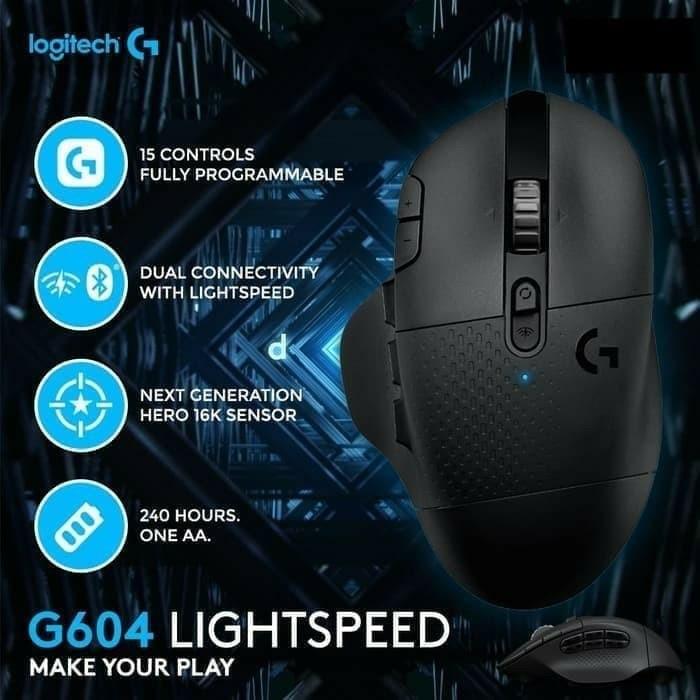 logitech G
15 CONTROLS
FULLY PROGRAMMABLE
DUAL CONNECTIVITY
WITH LIGHTSPEED
d
NEXT GENERATION
HERO 16K SENSOR
240 HOURS.
ONE AA.
G604 LIGHTSPEED
MAKE YOUR PLAY